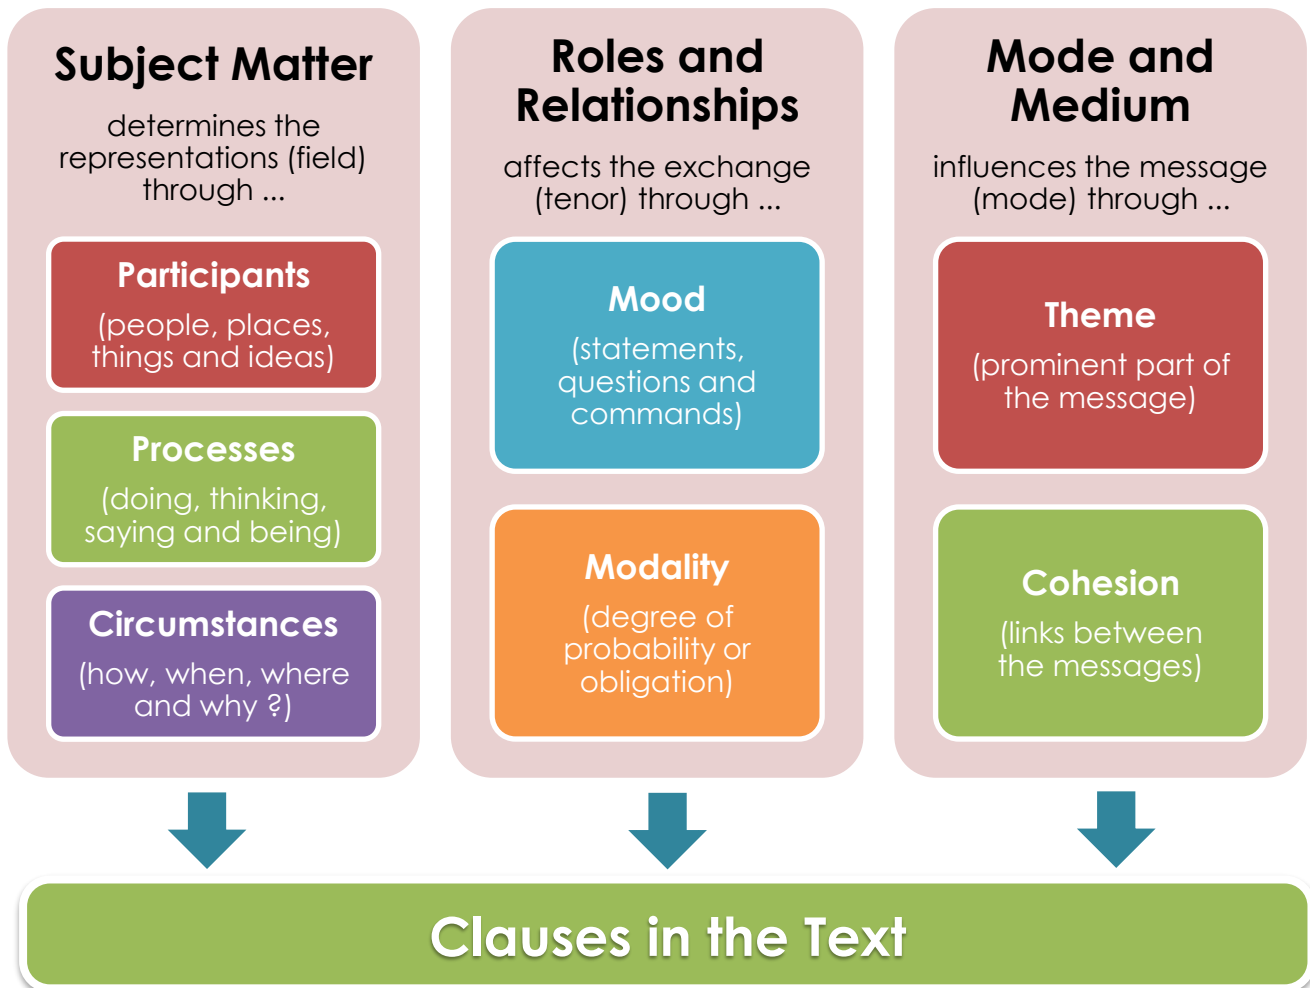 Subject Matter
determines the
representations (field)
through ...
Participants
(people, places,
things and ideas)
Processes
(doing, thinking,
saying and being)
Circumstances
(how, when, where
and why ?)
Roles and
Relationships
affects the exchange
(tenor) through ...
Mood
(statements,
questions and
commands)
Modality
(degree of
probability or
obligation)
Mode and
Medium
influences the message
(mode) through ...
Theme
(prominent part of
the message)
Cohesion
(links between
the messages)
Clauses in the Text